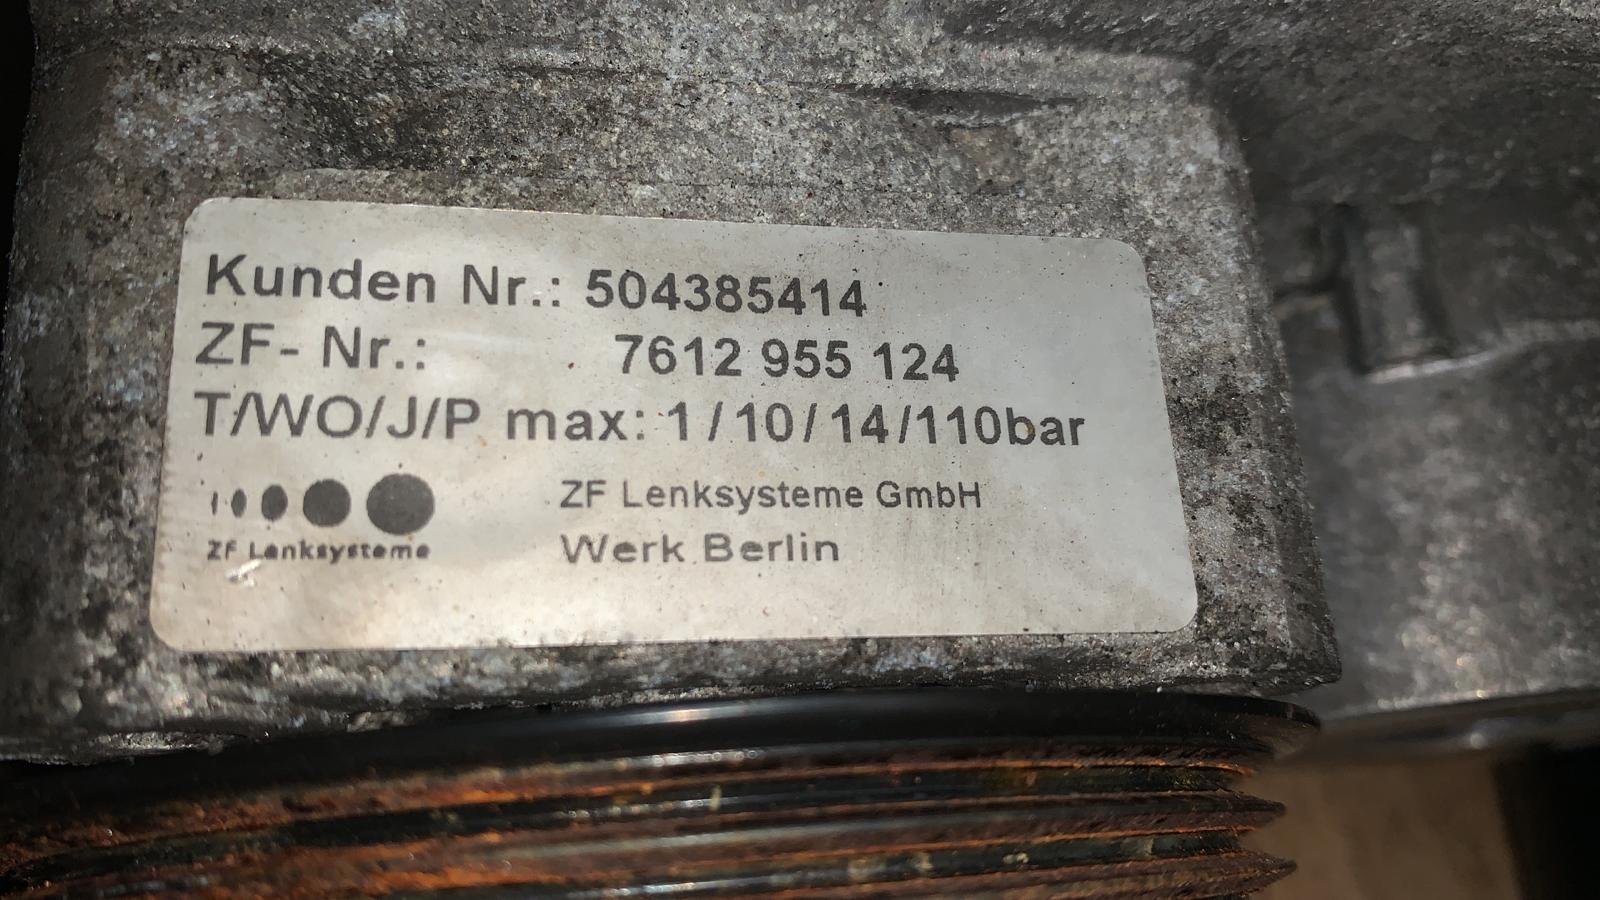 Kunden Nr.: 504385414
ZF- Nr.: 7612 955 124
T/WO/J/P max: 1/10/14/110bar
ZF Lenksysteme
ZF Lenksysteme GmbH
Werk Berlin